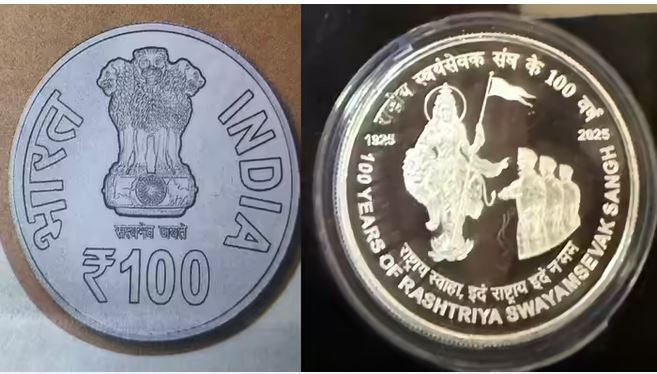 भारत
INDIA
सत्यमेव जयते
₹100
राष्ट्रीय स्वयंसेवक संघ के 100 वर्ष
1925
2025
राष्ट्राय स्वाहा, इदं राष्ट्राय इदं न मम
100 YEARS OF RASHTRIYA SWAYAMSEVAK SANGH